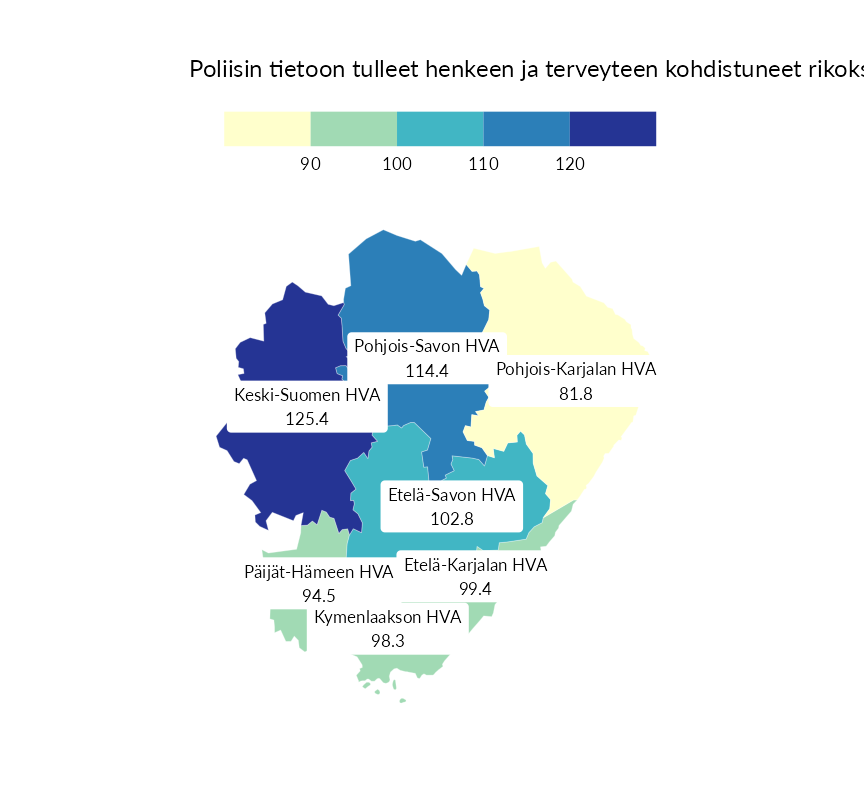 Poliisin tietoon tulleet henkeen ja terveyteen kohdistuneet
90 100 110 120
Pohjois-Savon HVA
114.4
Pohjois-Karjalan HVA
81.8
Keski-Suomen HVA
125.4
Etelä-Savon HVA
102.8
Etelä-Karjalan HVA
99.4
Päijät-Hämeen HVA
94.5
Kymenlaakson HVA
98.3